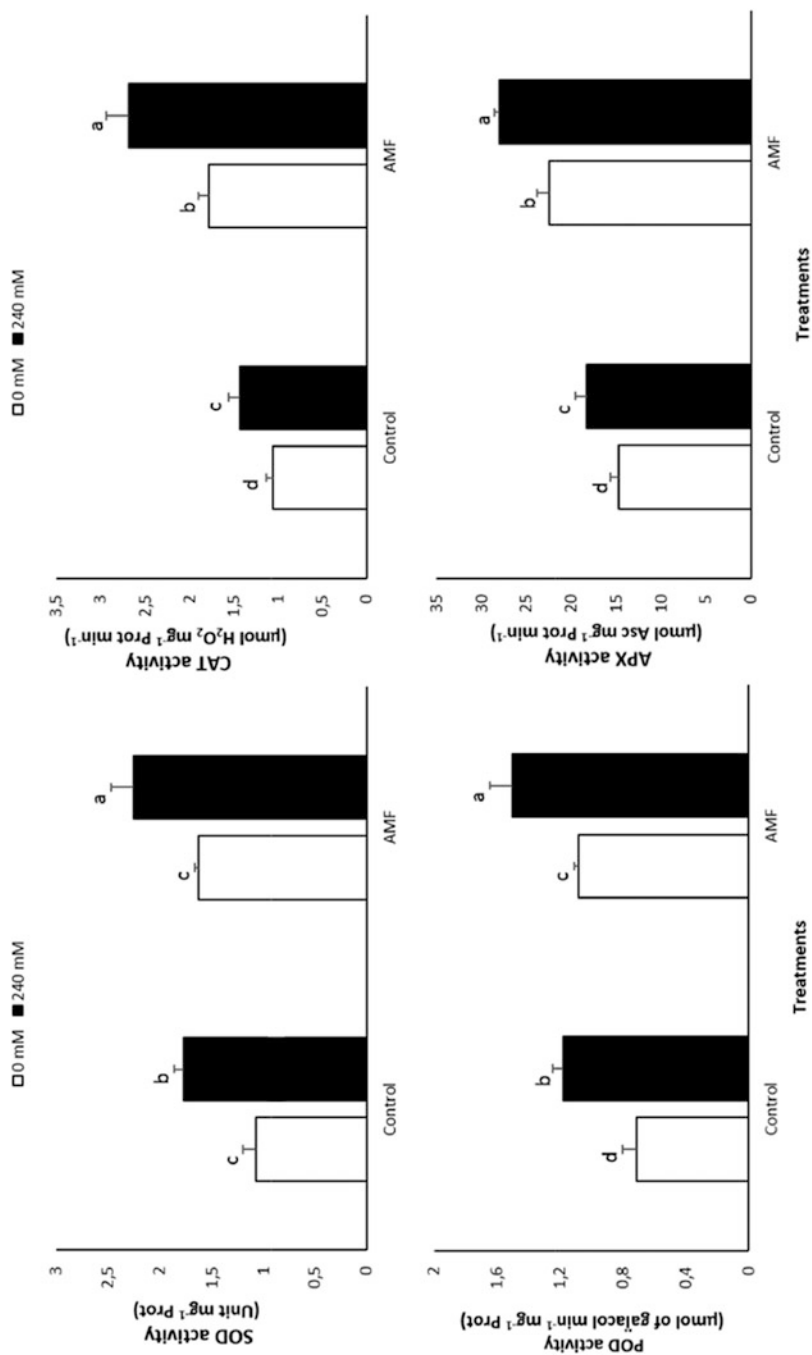 □ 0 mM ■ 240 mM
SOD activity
(Unit mg⁻¹ Prot)
3
2,5
2
1,5
1
0,5
0
c
b
c
a
Control
AMF
□ 0 mM ■ 240 mM
CAT activity
(µmol H₂O₂ mg⁻¹ Prot min⁻¹)
3,5
3
2,5
2
1,5
1
0,5
0
d
c
b
a
Control
AMF
POD activity
(µmol of gaïacol min⁻¹ mg⁻¹ Prot)
2
1,6
1,2
0,8
0,4
0
d
b
c
a
Control
AMF
Treatments
APX activity
(µmol Asc mg⁻¹ Prot min⁻¹)
35
30
25
20
15
10
5
0
d
c
b
a
Control
AMF
Treatments